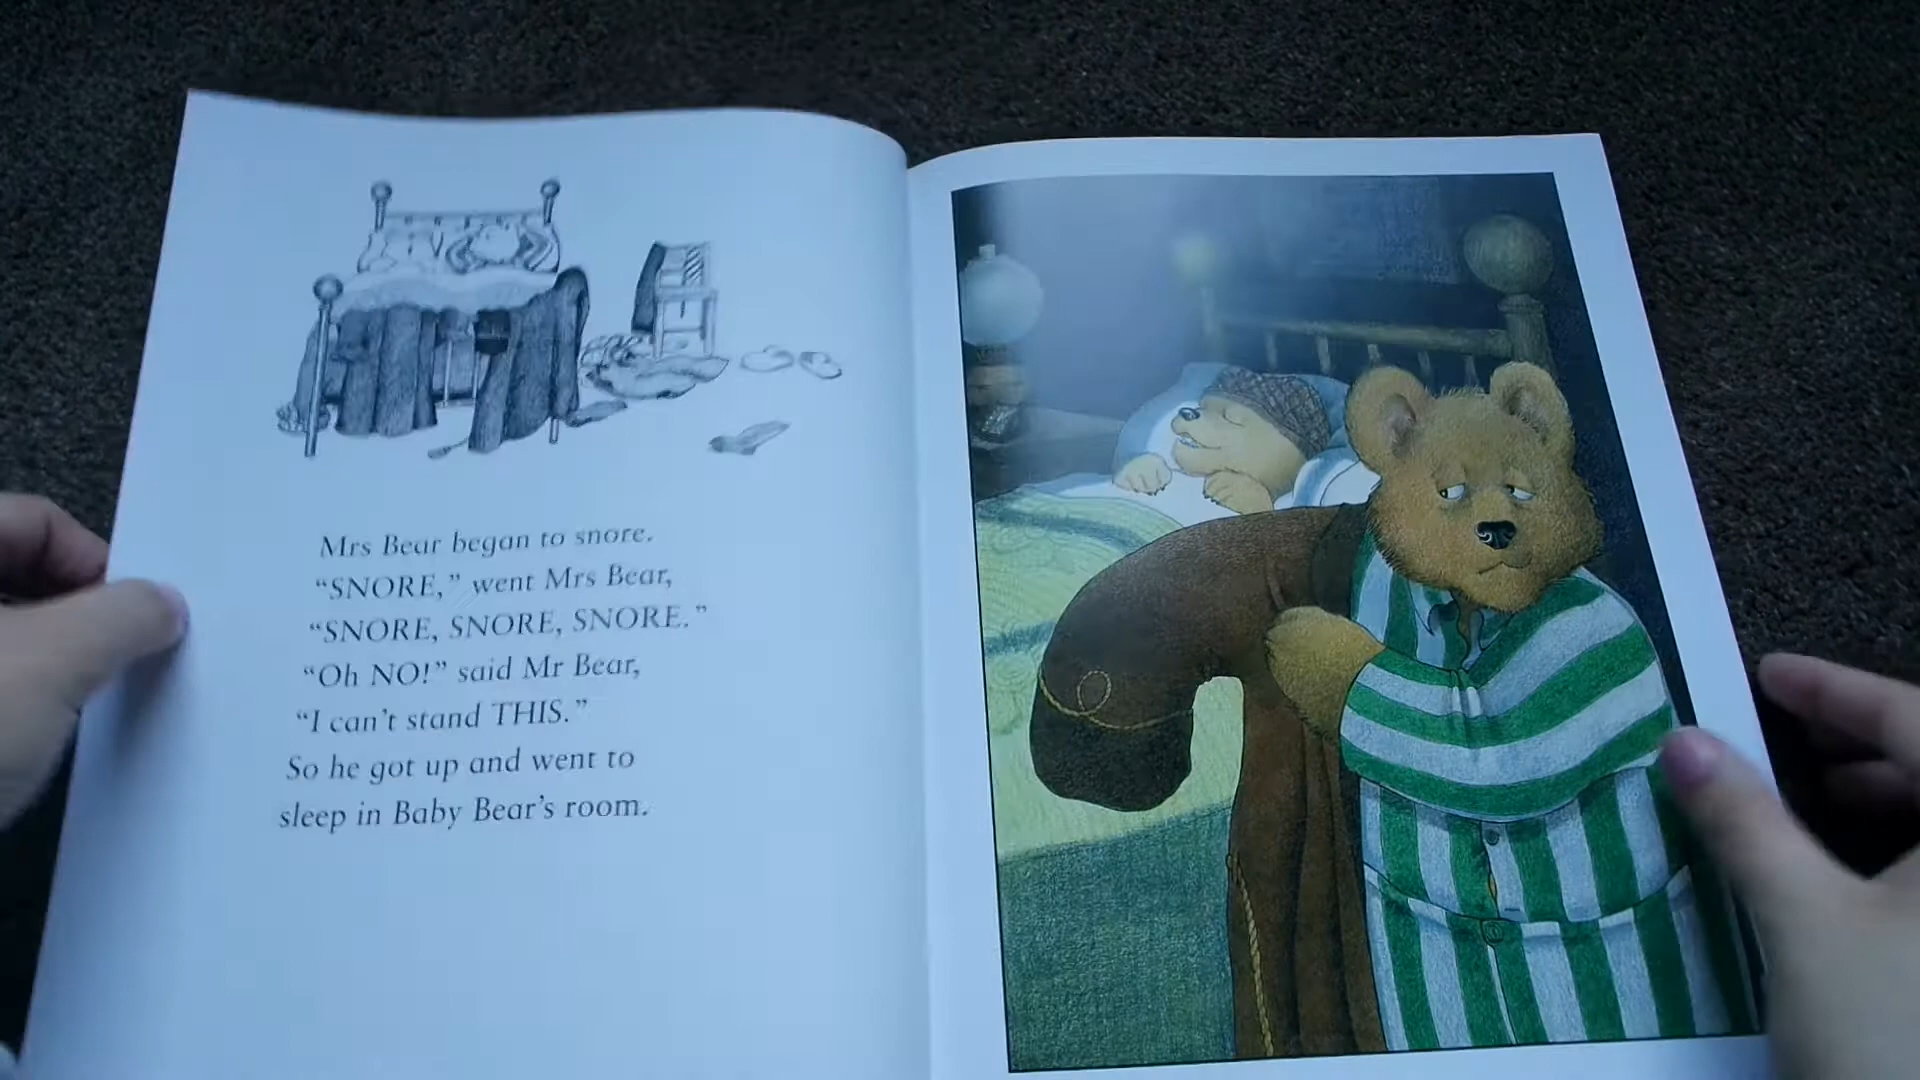 Mrs Bear began to snore.
“SNORE,” went Mrs Bear,
“SNORE, SNORE, SNORE.”
“Oh NO!” said Mr Bear,
“I can’t stand THIS.”
So he got up and went to
sleep in Baby Bear’s room.